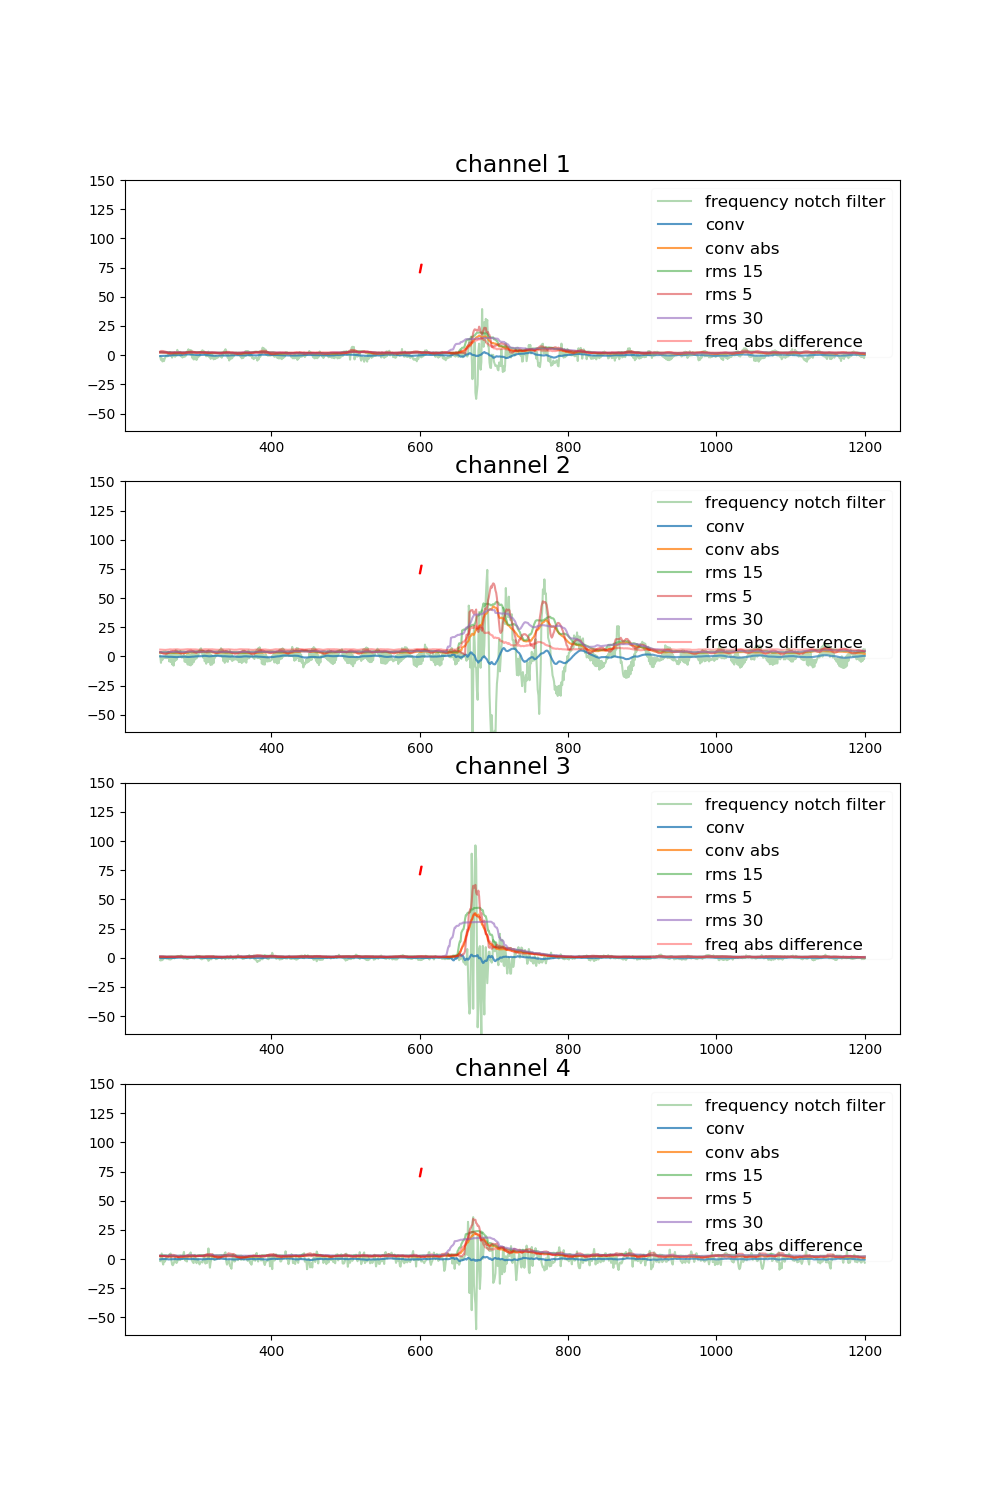 channel 1
150
125
100
75
50
25
0
−25
−50
frequency notch filter
conv
conv abs
rms 15
rms 5
rms 30
freq abs difference
400 600 800 1000 1200
channel 2
150
125
100
75
50
25
0
−25
−50
frequency notch filter
conv
conv abs
rms 15
rms 5
rms 30
freq abs difference
400 600 800 1000 1200
channel 3
150
125
100
75
50
25
0
−25
−50
frequency notch filter
conv
conv abs
rms 15
rms 5
rms 30
freq abs difference
400 600 800 1000 1200
channel 4
150
125
100
75
50
25
0
−25
−50
frequency notch filter
conv
conv abs
rms 15
rms 5
rms 30
freq abs difference
400 600 800 1000 1200